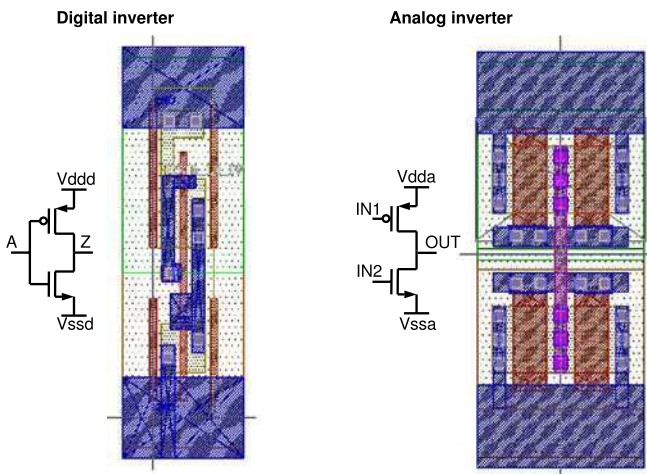 Digital inverter
Analog inverter
Vddd
A
Z
Vssd
Vdda
IN1
OUT
IN2
Vssa